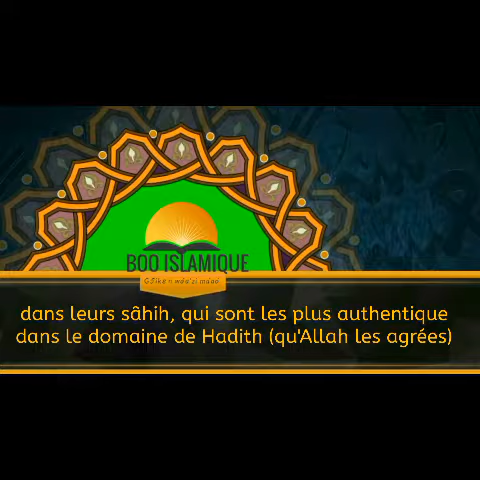 BOO ISLAMIQUE
dans leurs sâhih, qui sont les plus authentique
dans le domaine de Hadith (qu'Allah les agrées)